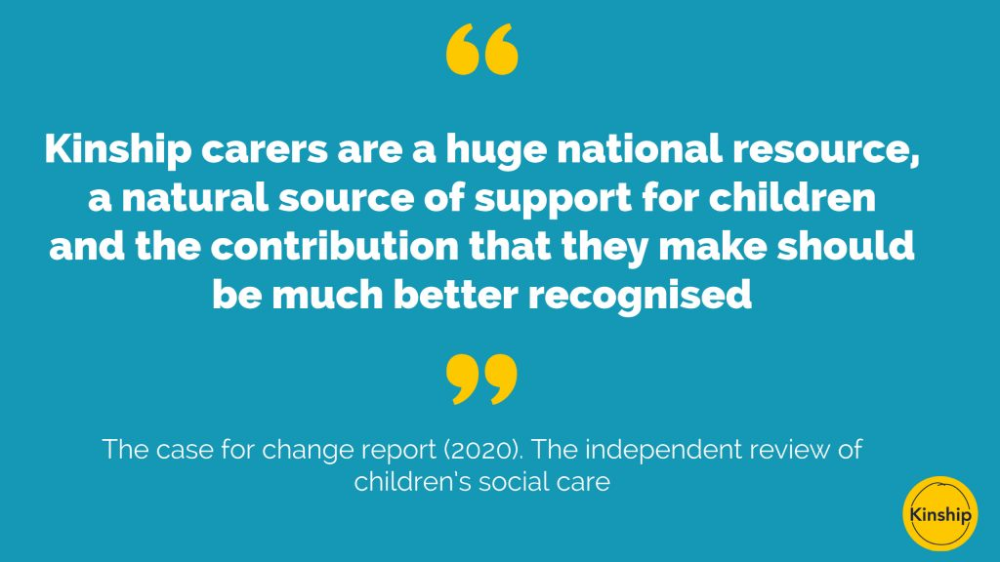 “
Kinship carers are a huge national resource,
a natural source of support for children
and the contribution that they make should
be much better recognised
”
The case for change report (2020). The independent review of
children's social care
Kinship